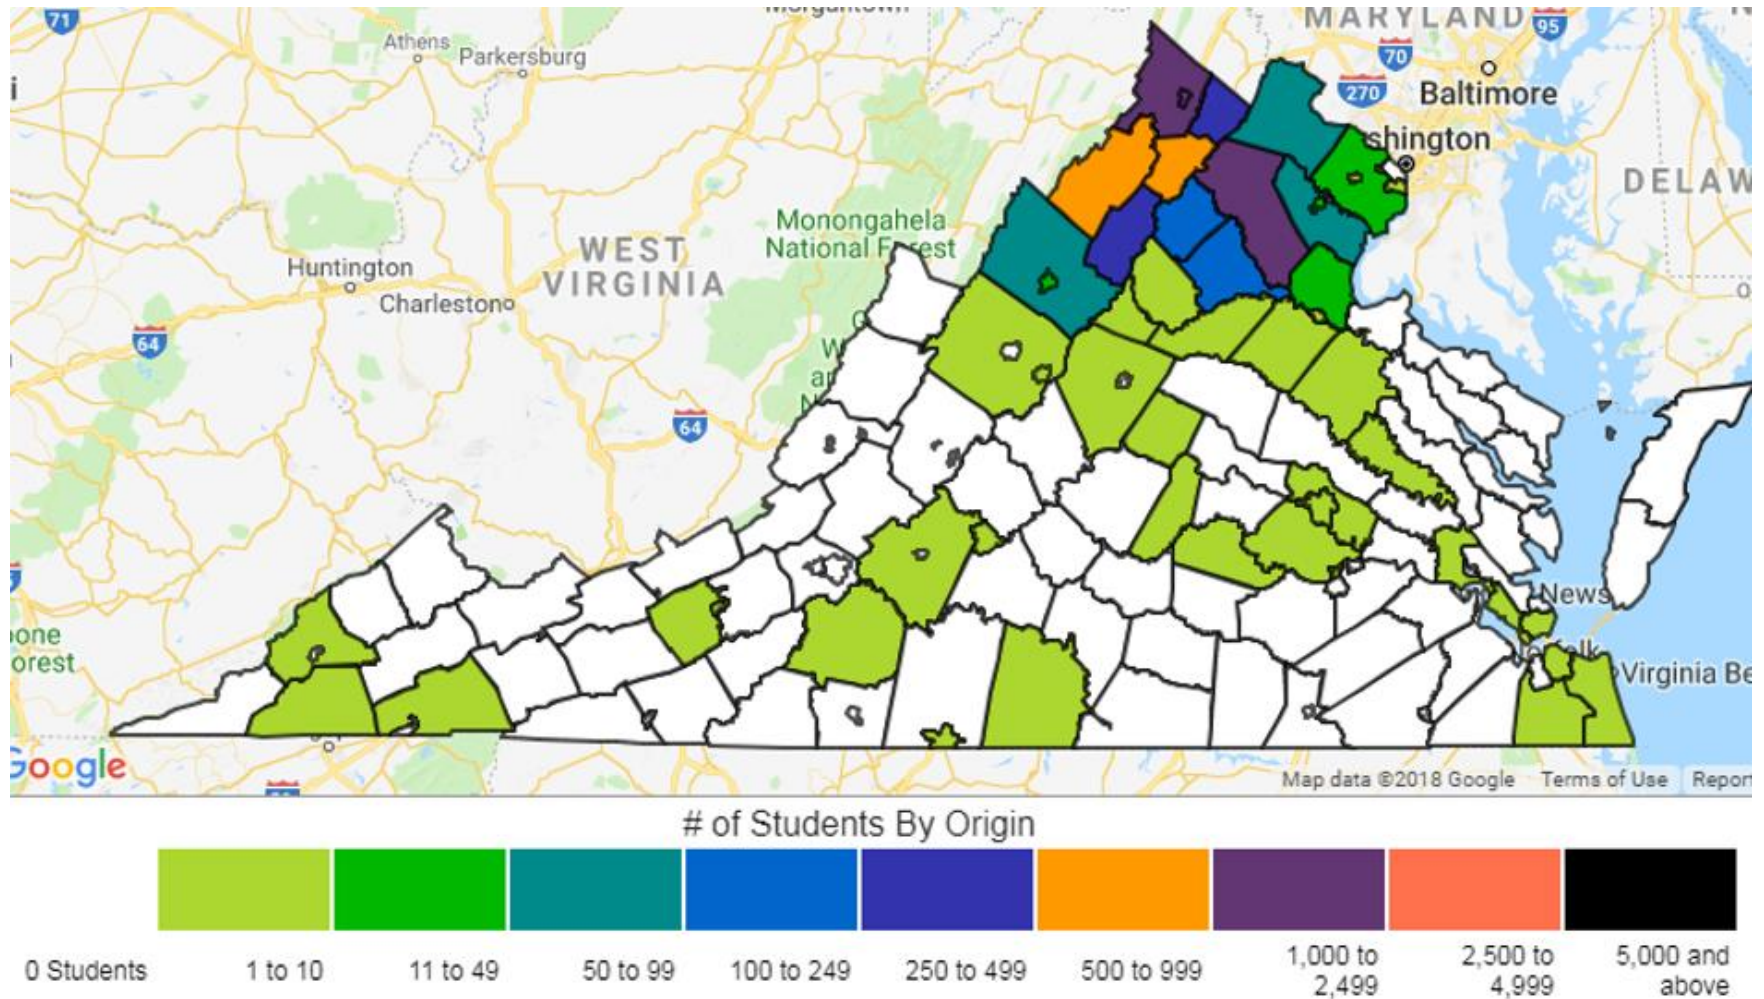 71
Athens
Parkersburg
MARYLAND
95
70
270
Baltimore
shington
DELAW
Monongahela
National Forest
WEST
VIRGINIA
Huntington
Charleston
64
64
News
Virginia Be
one
orest
Google
Map data ©2018 Google
Terms of Use
Report
# of Students By Origin
0 Students
1 to 10
11 to 49
50 to 99
100 to 249
250 to 499
500 to 999
1,000 to
2,499
2,500 to
4,999
5,000 and
above